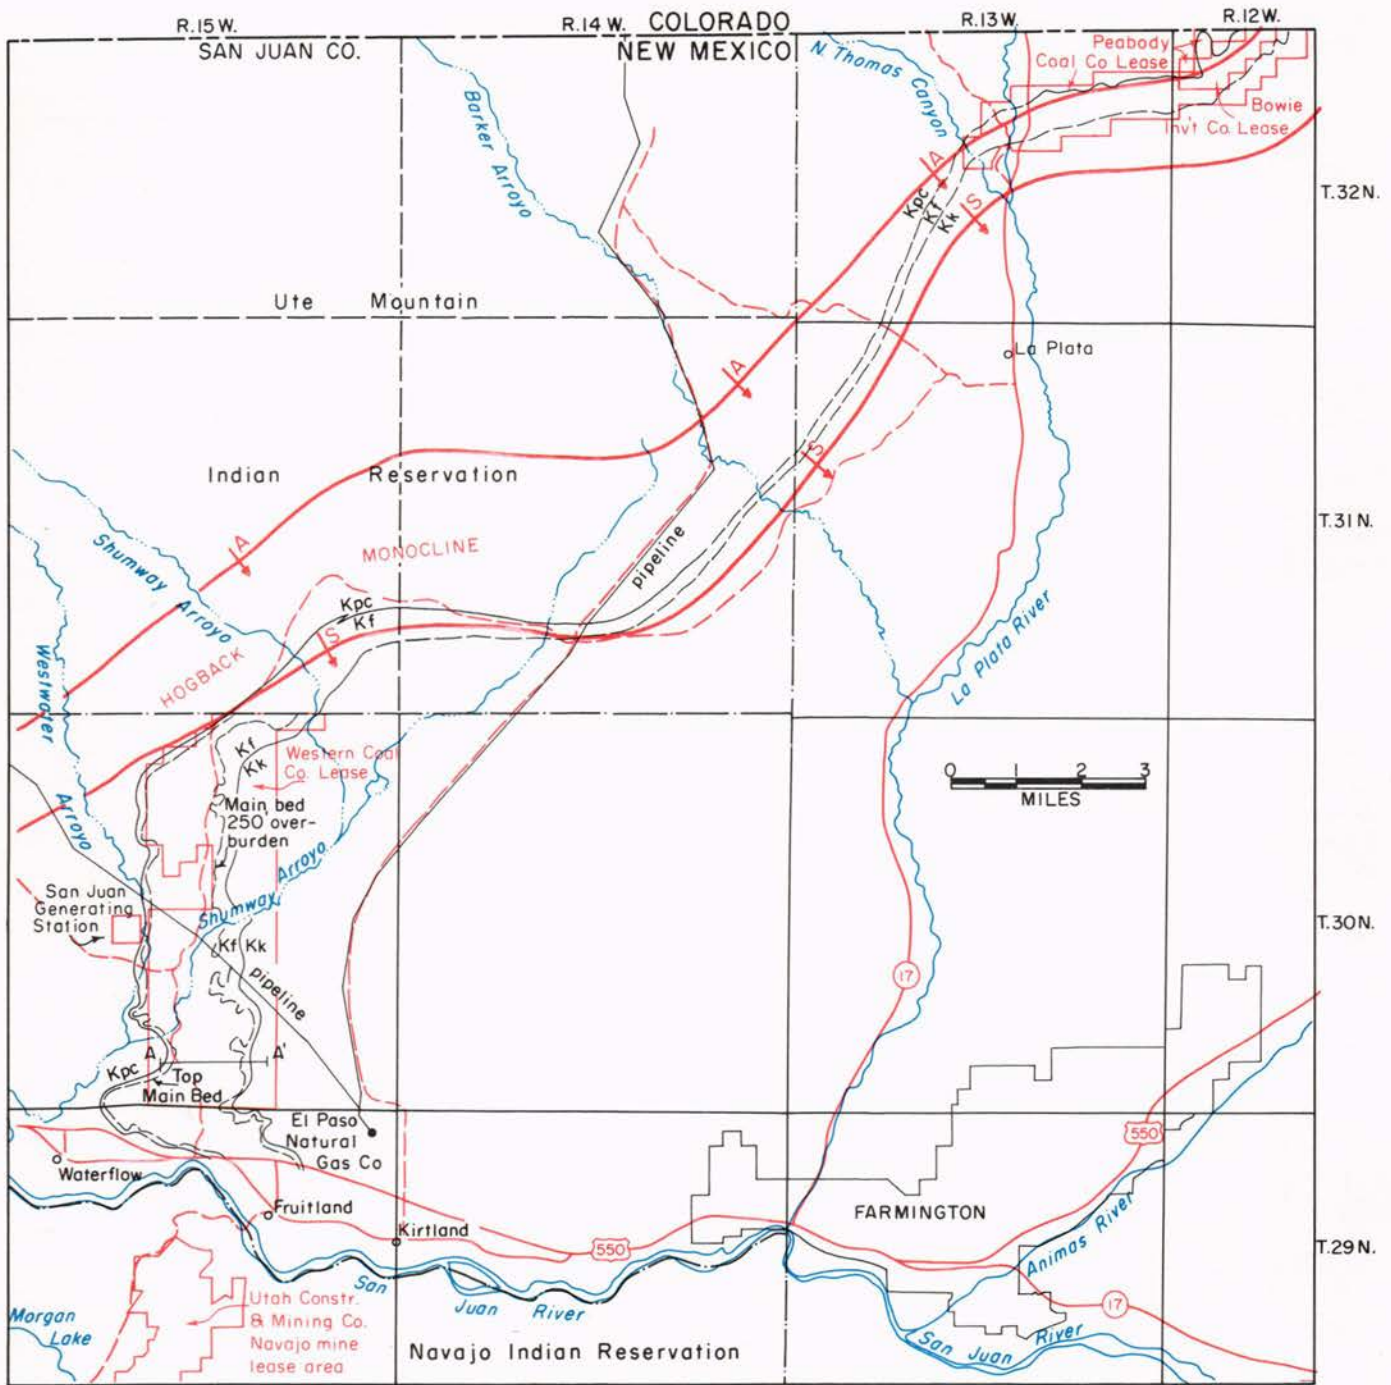 R.15W.
R.14 W.
COLORADO
R.13W.
R.12W.
SAN JUAN CO.
NEW MEXICO
N. Thomas Canyon
Peabody
Coal Co Lease
Bowie
Inv't Co. Lease
Barker Arroyo
A
Kpc
Kf
Kk
S
T.32N.
Ute Mountain
La Plata
A
Indian Reservation
S
Shumway Arroyo
A
MONOCLINE
pipeline
T.31N.
Kpc
Kf
S
HOGBACK
Westwater
Arroyo
La Plata River
Kf
Kk
Western Coal
Co. Lease
0 1 2 3
MILES
Main bed
250' over-
burden
San Juan
Generating
Station
Shumway Arroyo
T.30N.
Kf Kk
pipeline
17
A A'
Kpc
Top
Main Bed
El Paso
Natural
Gas Co
550
Waterflow
Fruitland
FARMINGTON
Kirtland
550
Animas River
T.29N.
San Juan River
Utah Constr.
& Mining Co.
Navajo mine
lease area
17
Morgan
Lake
San Juan River
Navajo Indian Reservation